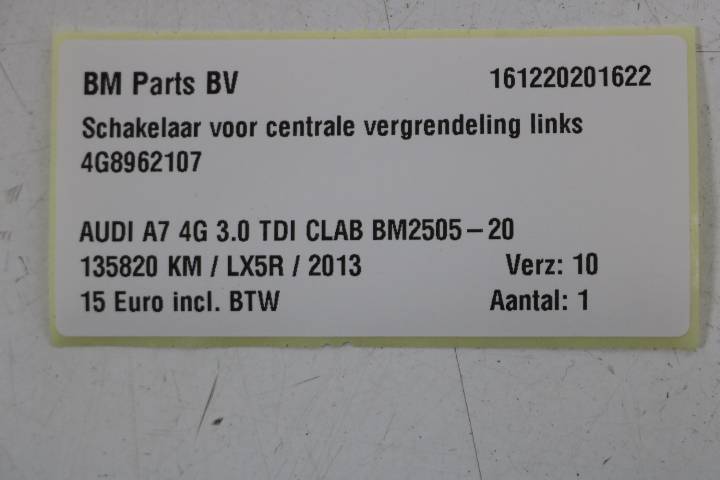 BM Parts BV 161220201622
Schakelaar voor centrale vergrendeling links
4G8962107
AUDI A7 4G 3.0 TDI CLAB BM2505-20
135820 KM / LX5R / 2013 Verz: 10
15 Euro incl. BTW Aantal: 1